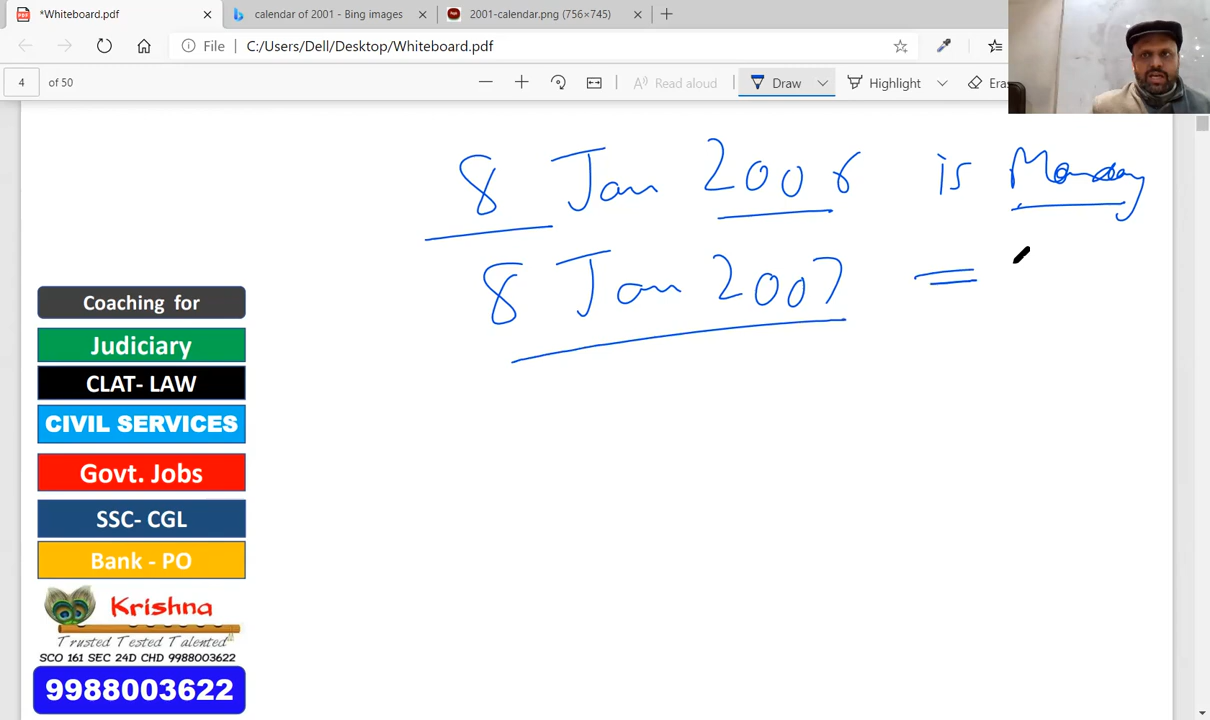 *Whiteboard.pdf
calendar of 2001 - Bing images
2001-calendar.png (756×745)
File
C:/Users/Dell/Desktop/Whiteboard.pdf
4 of 50
Read aloud
Draw
Highlight
Eras
8 Jan 2006 is Monday
8 Jan 2007 =
Coaching for
Judiciary
CLAT- LAW
CIVIL SERVICES
Govt. Jobs
SSC- CGL
Bank - PO
Krishna
Trusted Tested Talented
SCO 161 SEC 24D CHD 9988003622
9988003622